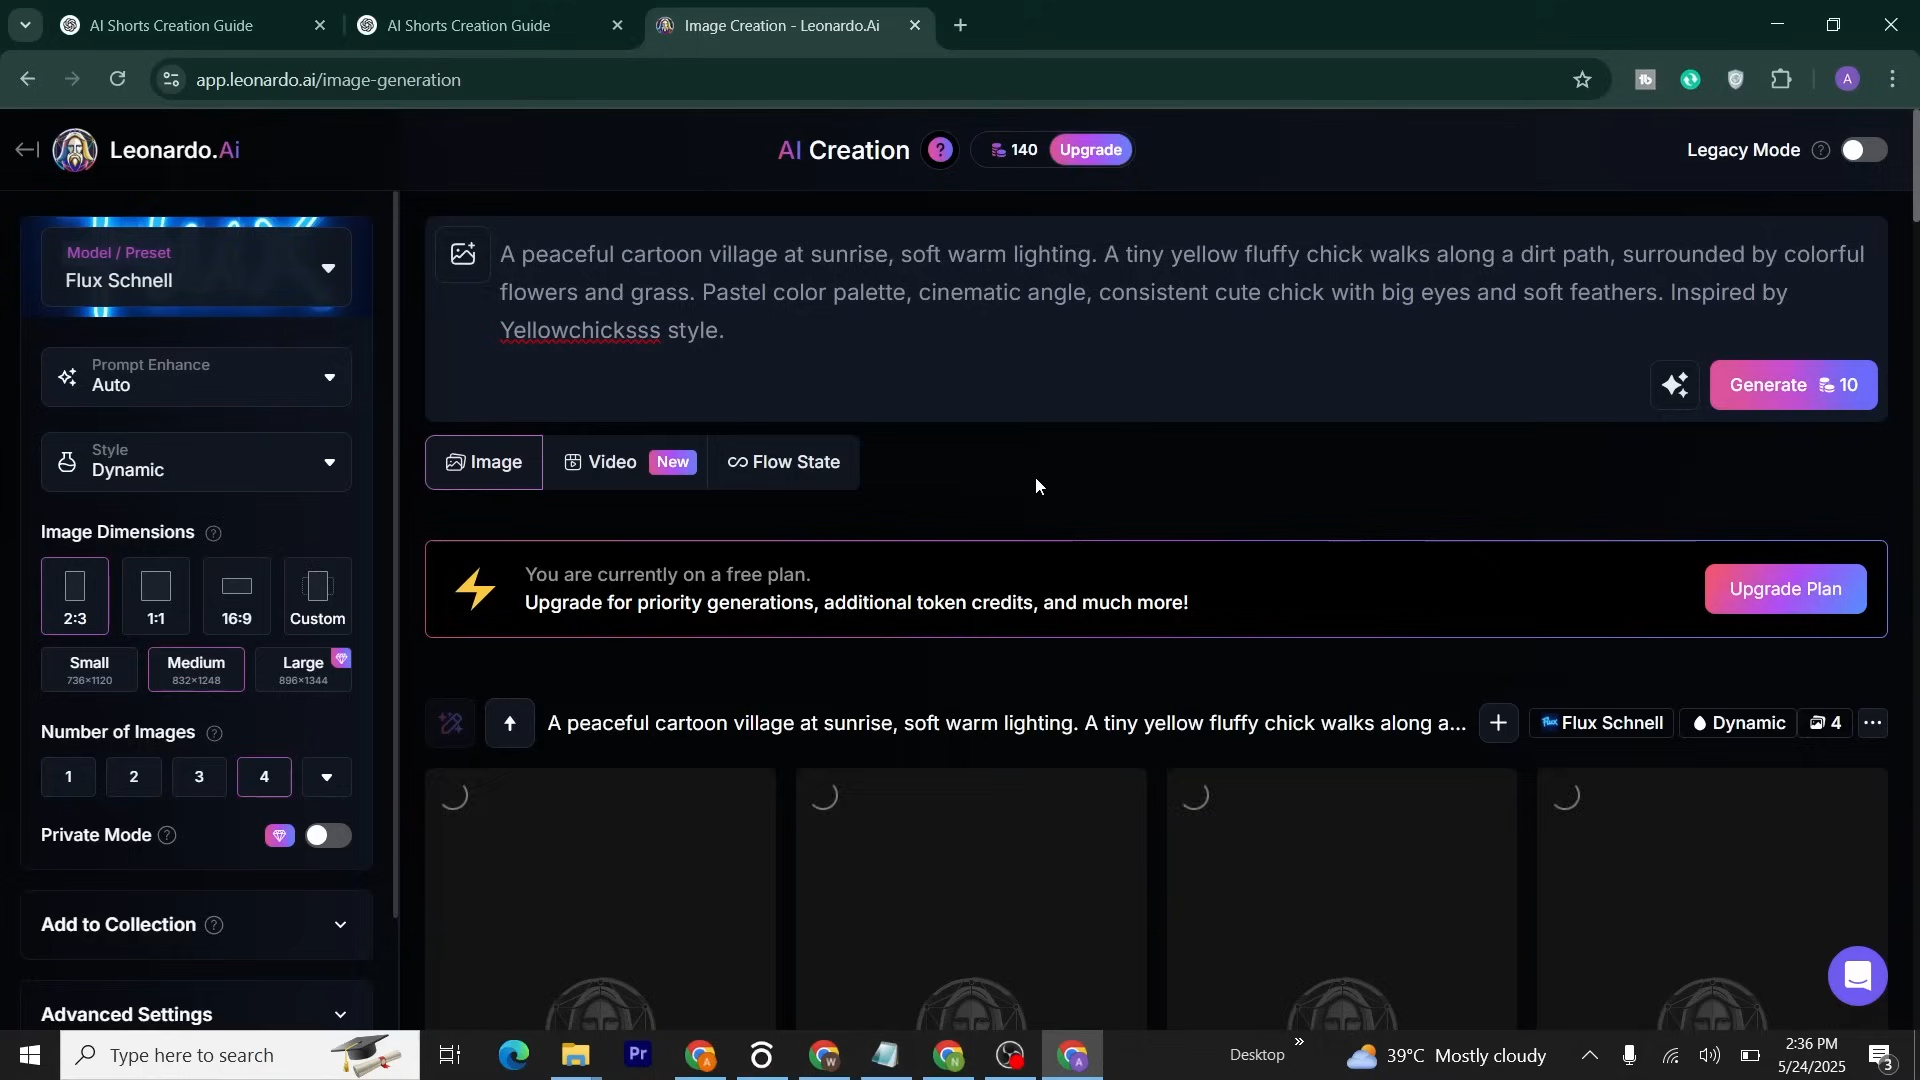 AI Shorts Creation Guide
AI Shorts Creation Guide
Image Creation - Leonardo.Ai
app.leonardo.ai/image-generation
A
Leonardo.Ai
AI Creation
?
140
Upgrade
Legacy Mode
Model / Preset
Flux Schnell
Prompt Enhance
Auto
Style
Dynamic
Image Dimensions
2:3
1:1
16:9
Custom
Small
736×1120
Medium
832×1248
Large
896×1344
Number of Images
1
2
3
4
Private Mode
Add to Collection
Advanced Settings
A peaceful cartoon village at sunrise, soft warm lighting. A tiny yellow fluffy chick walks along a dirt path, surrounded by colorful
flowers and grass. Pastel color palette, cinematic angle, consistent cute chick with big eyes and soft feathers. Inspired by
Yellowchicksss style.
Generate 10
Image
Video New
Flow State
You are currently on a free plan.
Upgrade for priority generations, additional token credits, and much more!
Upgrade Plan
A peaceful cartoon village at sunrise, soft warm lighting. A tiny yellow fluffy chick walks along a...
Flux Schnell
Dynamic
4
Type here to search
Pr
A
W
N
A
Desktop
39°C Mostly cloudy
2:36 PM
5/24/2025
3